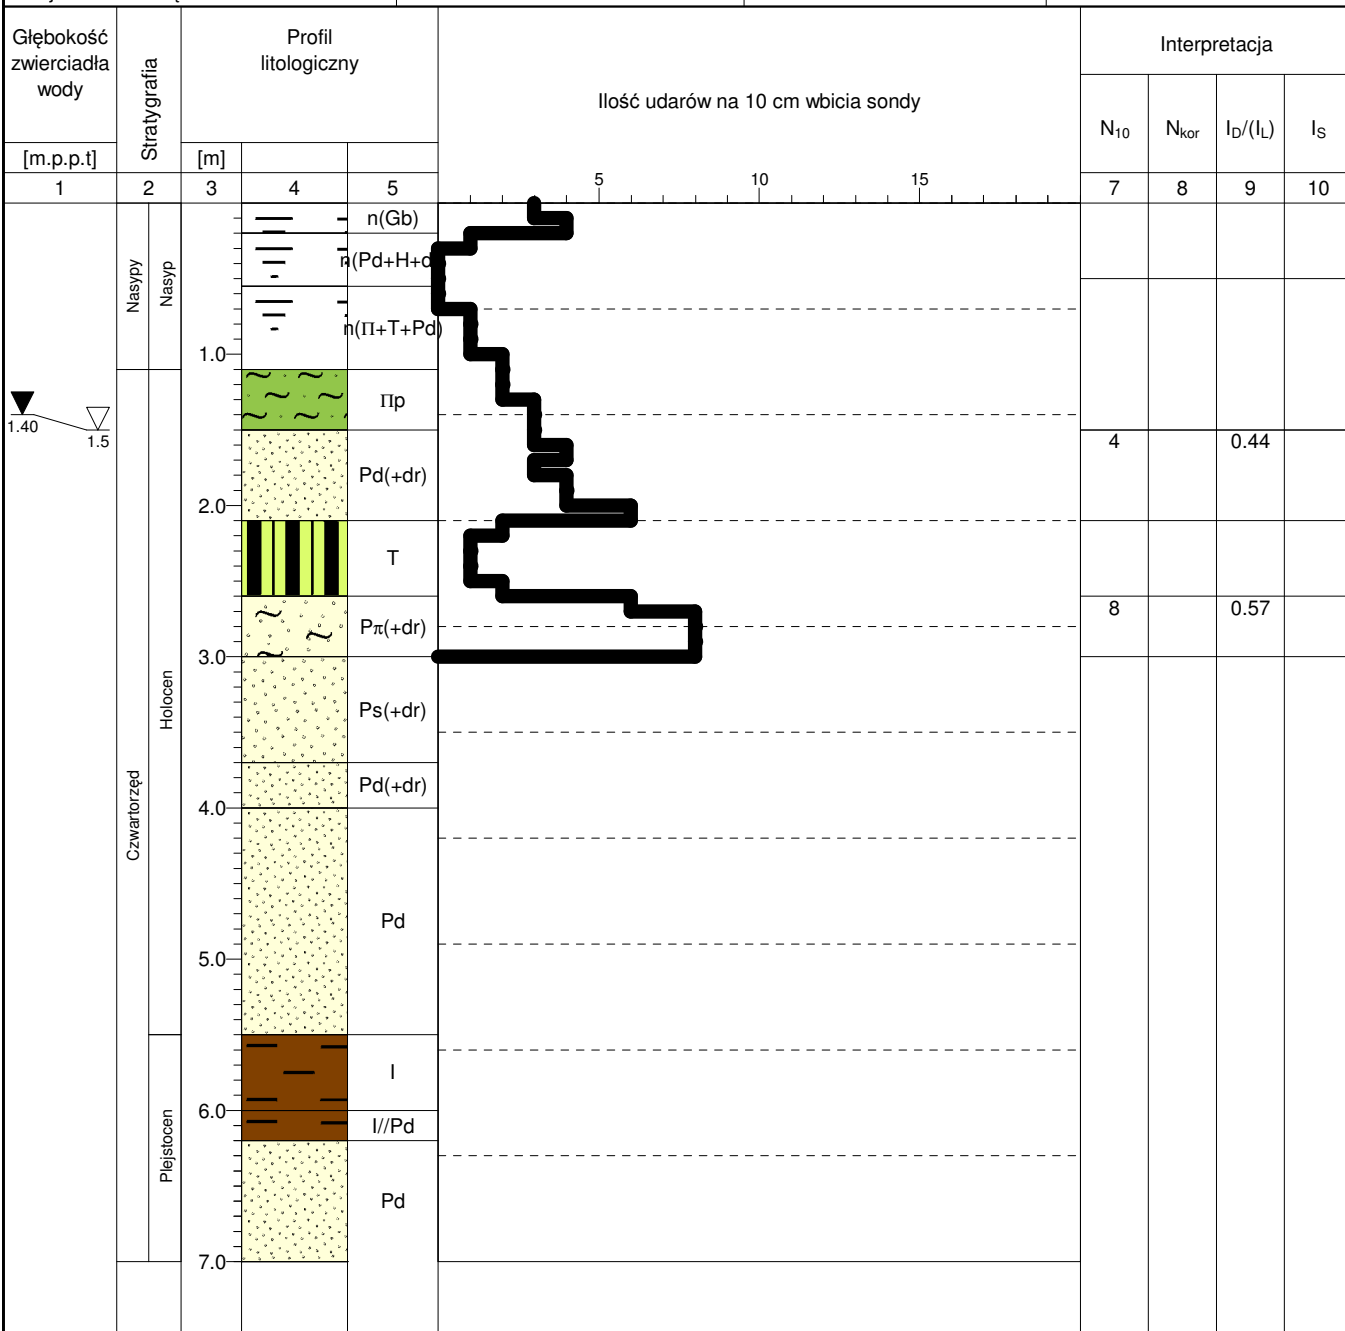 Głębokość
zwierciadła
wody
[m.p.p.t]
Stratygrafia
Profil
litologiczny
[m]
Ilość udarów na 10 cm wbicia sondy
Interpretacja
N10
Nkor
ID/(IL)
IS
1
2
3
4
5
7
8
9
10
5
10
15
Nasypy
Nasyp
n(Gb)
n(Pd+H+d
n(Π+T+Pd)
1.0
Πp
1.40
1.5
4
0.44
Pd(+dr)
2.0
T
8
0.57
Pπ(+dr)
3.0
Czwartorzęd
Holocen
Ps(+dr)
Pd(+dr)
4.0
Pd
5.0
Plejstocen
I
6.0
I//Pd
Pd
7.0